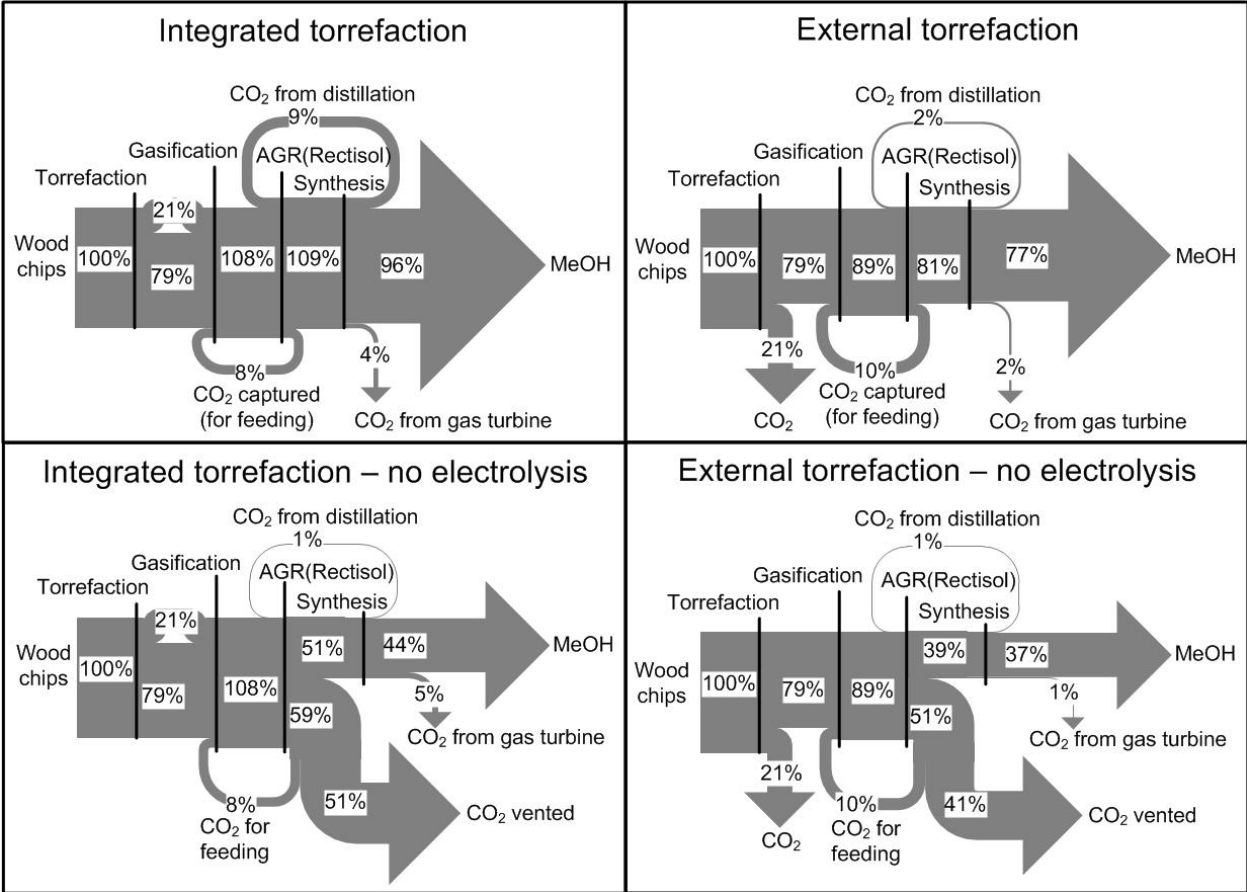 Integrated torrefaction
CO₂ from distillation
9%
Gasification
AGR(Rectisol)
Torrefaction
Synthesis
21%
Wood
chips
100%
79%
108%
109%
96%
MeOH
4%
8%
CO₂ captured
(for feeding)
CO₂ from gas turbine
External torrefaction
CO₂ from distillation
2%
Gasification
AGR(Rectisol)
Torrefaction
Synthesis
Wood
chips
100%
79%
89%
81%
77%
MeOH
21%
10%
2%
CO₂
CO₂ captured
(for feeding)
CO₂ from gas turbine
Integrated torrefaction – no electrolysis
CO₂ from distillation
1%
Gasification
AGR(Rectisol)
Torrefaction
Synthesis
21%
Wood
chips
100%
79%
108%
51%
44%
MeOH
59%
5%
CO₂ from gas turbine
8%
51%
CO₂ vented
CO₂ for
feeding
External torrefaction – no electrolysis
CO₂ from distillation
1%
Gasification
AGR(Rectisol)
Torrefaction
Synthesis
Wood
chips
100%
79%
89%
39%
37%
MeOH
51%
1%
CO₂ from gas turbine
21%
10%
41%
CO₂ vented
CO₂
CO₂ for
feeding